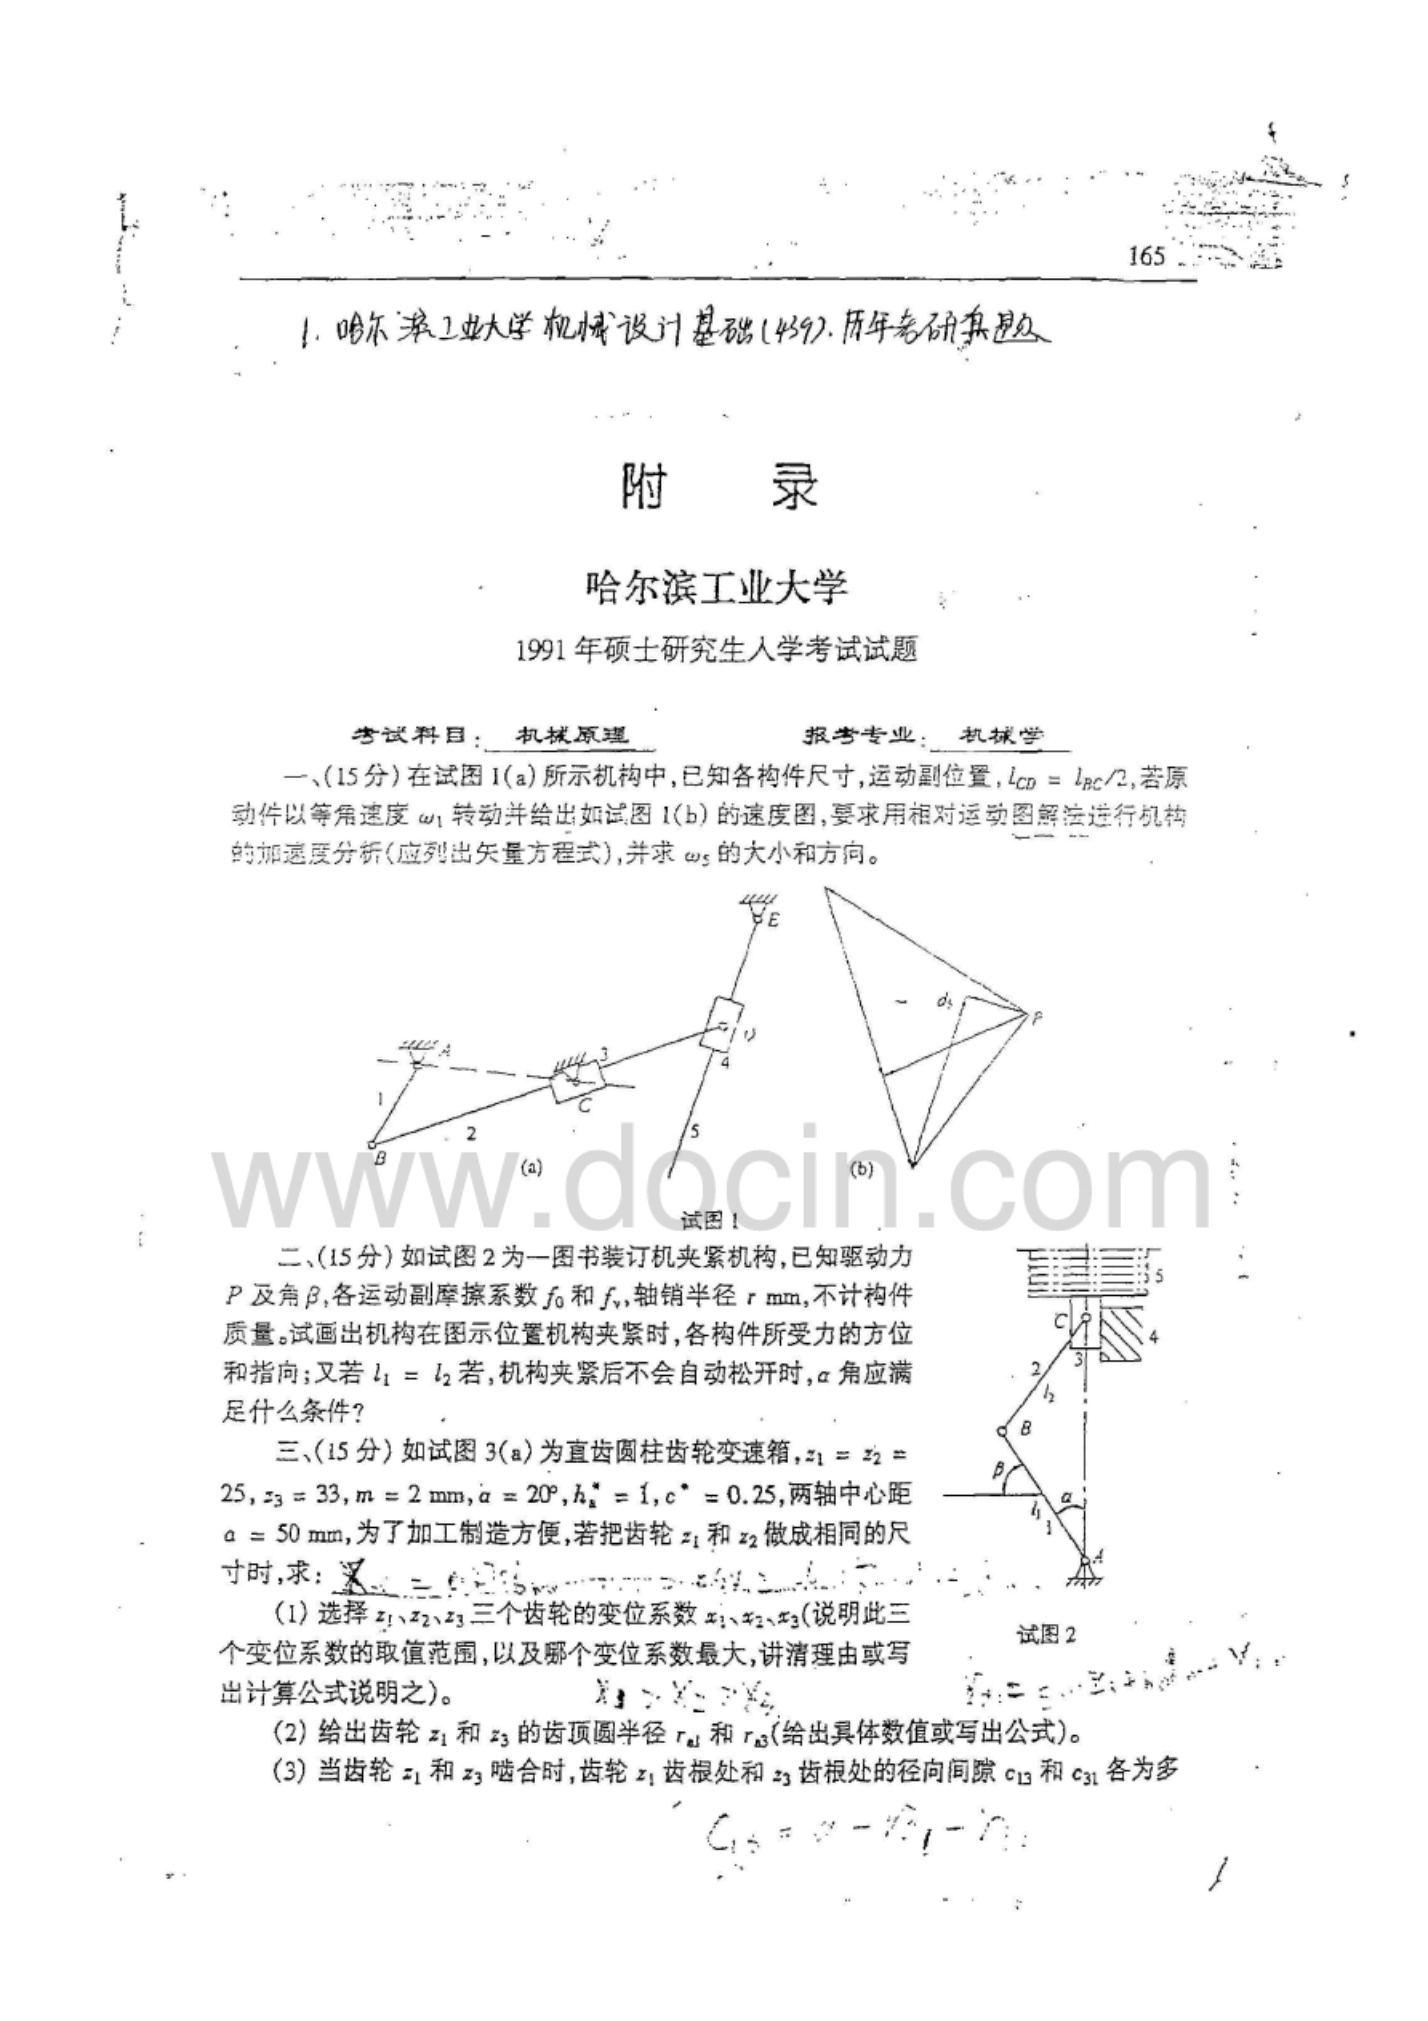 165
1. 哈尔滨工业大学机械设计基础(439).历年考研真题
附 录
哈尔滨工业大学
1991 年硕士研究生入学考试试题
考试科目: 机械原理 报考专业: 机械学
一、(15分) 在试图 1(a) 所示机构中,已知各构件尺寸,运动副位置, l_CD = l_BC/2,若原
动件以等角速度 ω₁ 转动并给出如试图 1(b) 的速度图,要求用相对运动图解法进行机构
的加速度分析(应列出矢量方程式),并求 ω₅ 的大小和方向。
E
A
1
B
2
3
C
D
4
5
(a)
d₅
P
(b)
www.docin.com
试图 1
二、(15分) 如试图 2 为一图书装订机夹紧机构,已知驱动力
P 及角 β,各运动副摩擦系数 f₀ 和 fᵥ,轴销半径 r mm,不计构件
质量。试画出机构在图示位置机构夹紧时,各构件所受力的方位
和指向;又若 l₁ = l₂ 若,机构夹紧后不会自动松开时,α 角应满
足什么条件?
5
C
4
3
2
l₂
B
β
α
l₁
1
A
试图 2
三、(15分) 如试图 3(a) 为直齿圆柱齿轮变速箱, z₁ = z₂ =
25, z₃ = 33, m = 2 mm, α = 20°, hₐ* = 1, c* = 0.25,两轴中心距
a = 50 mm,为了加工制造方便,若把齿轮 z₁ 和 z₂ 做成相同的尺
寸时,求:
(1) 选择 z₁、z₂、z₃ 三个齿轮的变位系数 x₁、x₂、x₃(说明此三
个变位系数的取值范围,以及哪个变位系数最大,讲清理由或写
出计算公式说明之)。
(2) 给出齿轮 z₁ 和 z₃ 的齿顶圆半径 r_a1 和 r_a3(给出具体数值或写出公式)。
(3) 当齿轮 z₁ 和 z₃ 啮合时,齿轮 z₁ 齿根处和 z₃ 齿根处的径向间隙 c₁₃ 和 c₃₁ 各为多